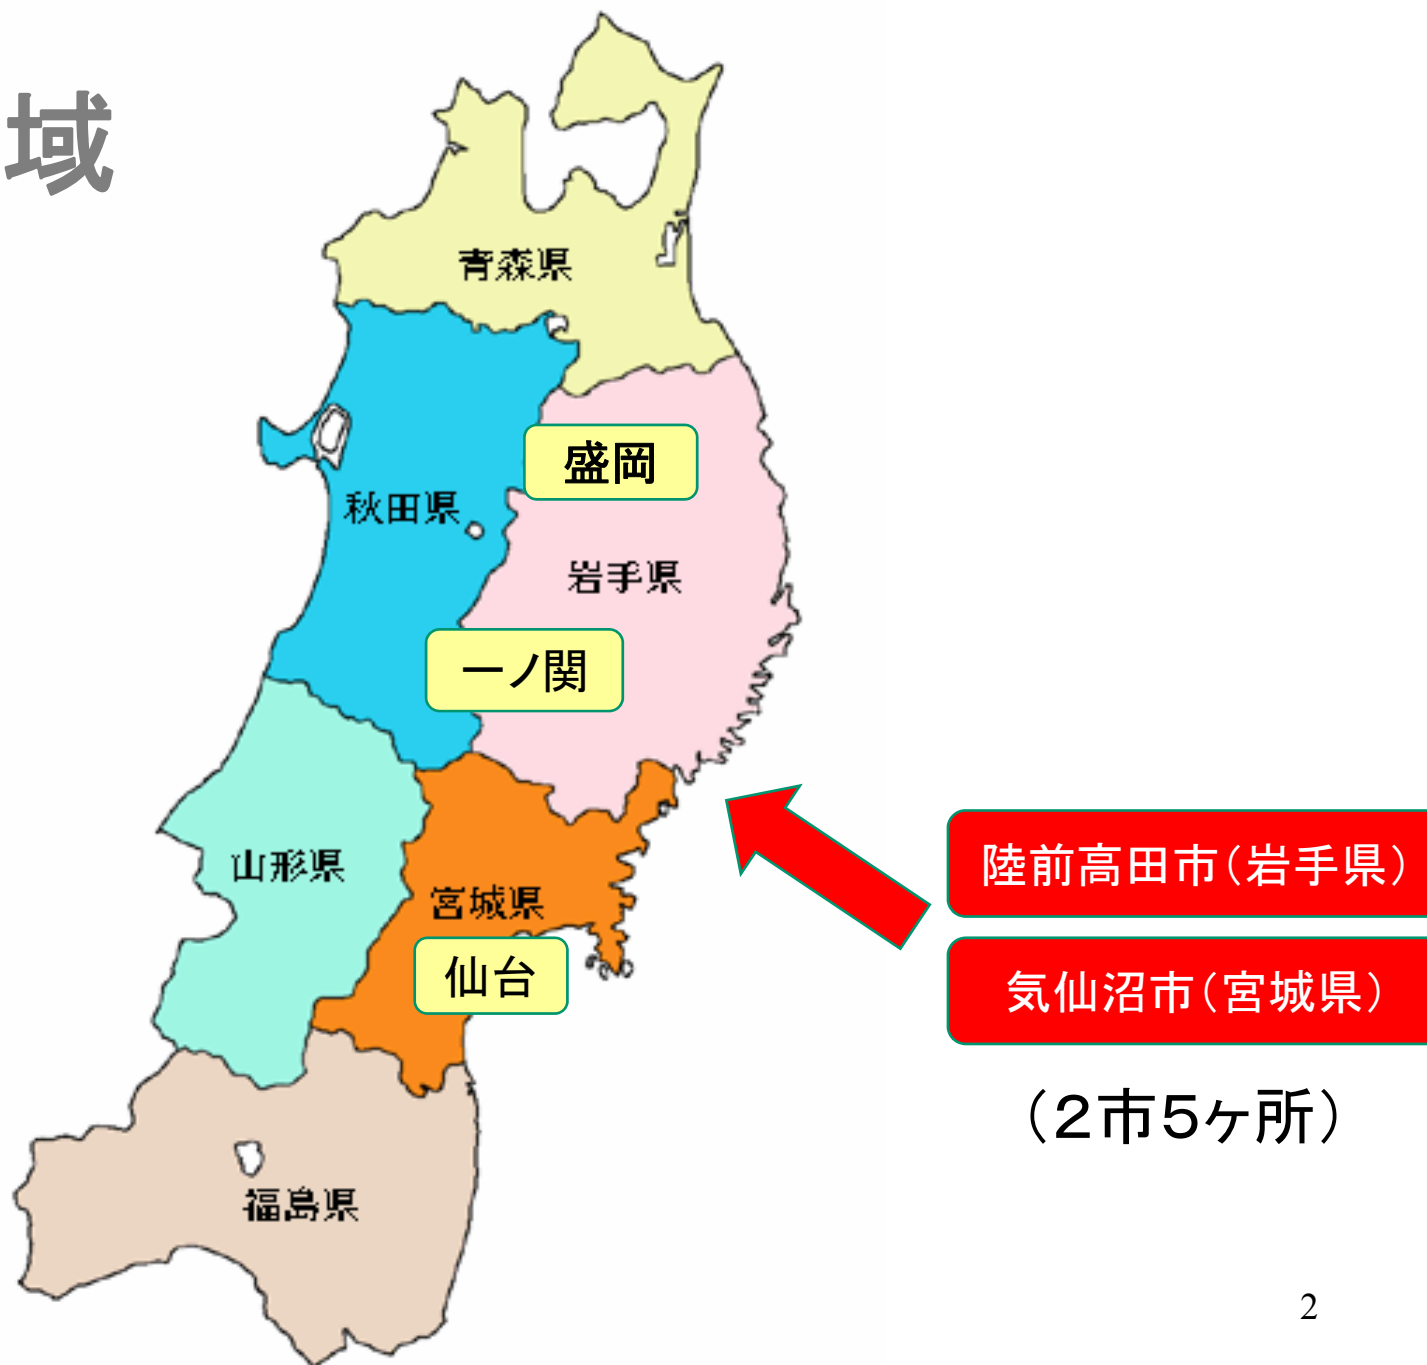 域
青森県
盛岡
秋田県
岩手県
一ノ関
山形県
宮城県
仙台
福島県
陸前高田市（岩手県）
気仙沼市（宮城県）
（２市５ヶ所）
2